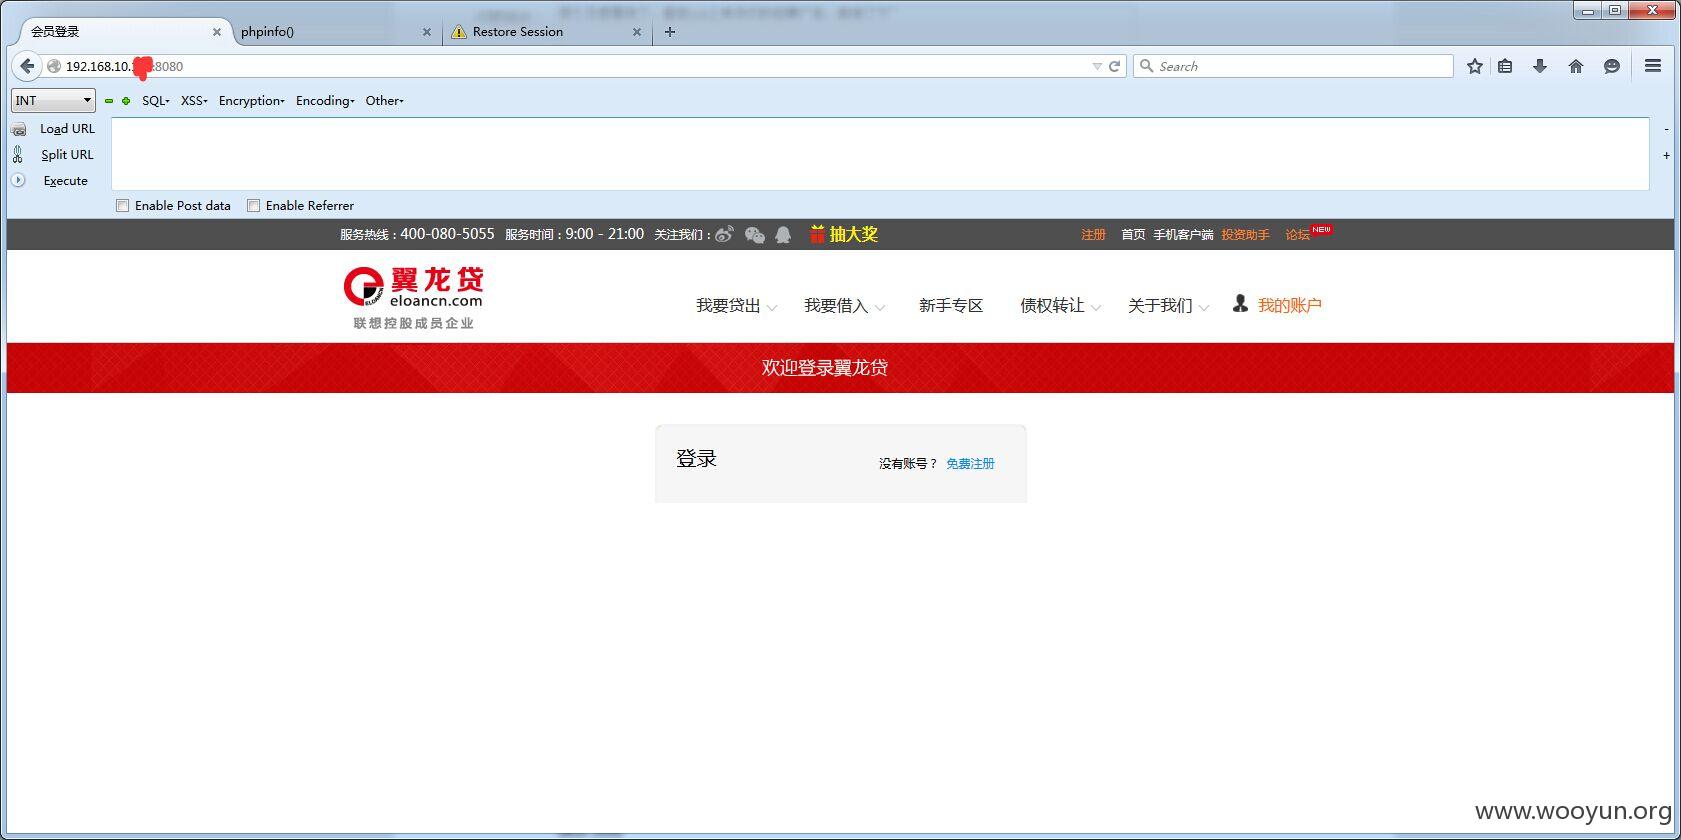 会员登录
phpinfo()
Restore Session
192.168.10. :8080
Search
INT
SQL
XSS
Encryption
Encoding
Other
Load URL
Split URL
Execute
Enable Post data
Enable Referrer
服务热线：400-080-5055 服务时间：9:00 - 21:00 关注我们： 抽大奖
注册 首页 手机客户端 投资助手 论坛 NEW
翼龙贷
ELOANCN
eloancn.com
联想控股成员企业
我要贷出 我要借入 新手专区 债权转让 关于我们 我的账户
欢迎登录翼龙贷
登录
没有账号？ 免费注册
www.wooyun.org